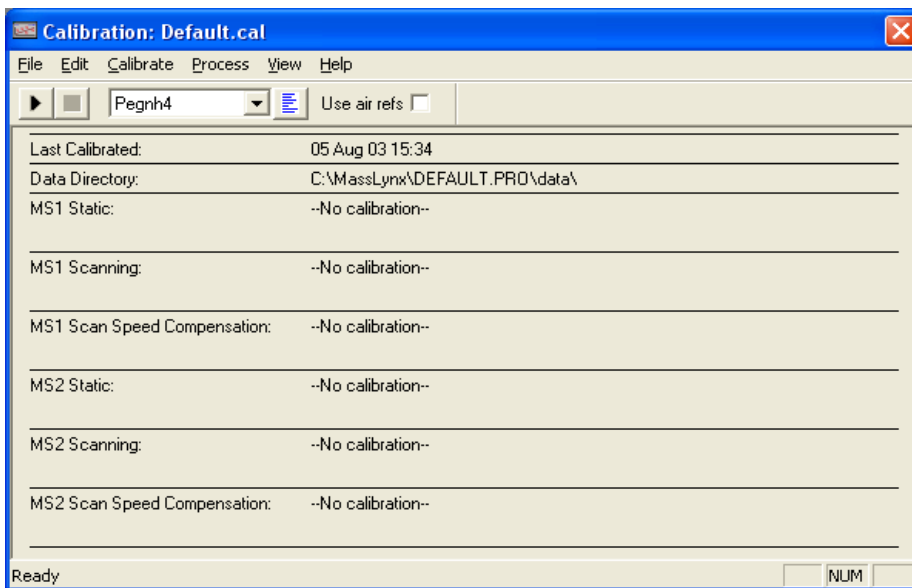 Calibration: Default.cal
File Edit Calibrate Process View Help
Pegnh4 Use air refs
Last Calibrated: 05 Aug 03 15:34
Data Directory: C:\MassLynx\DEFAULT.PRO\data\
MS1 Static: --No calibration--
MS1 Scanning: --No calibration--
MS1 Scan Speed Compensation: --No calibration--
MS2 Static: --No calibration--
MS2 Scanning: --No calibration--
MS2 Scan Speed Compensation: --No calibration--
Ready NUM